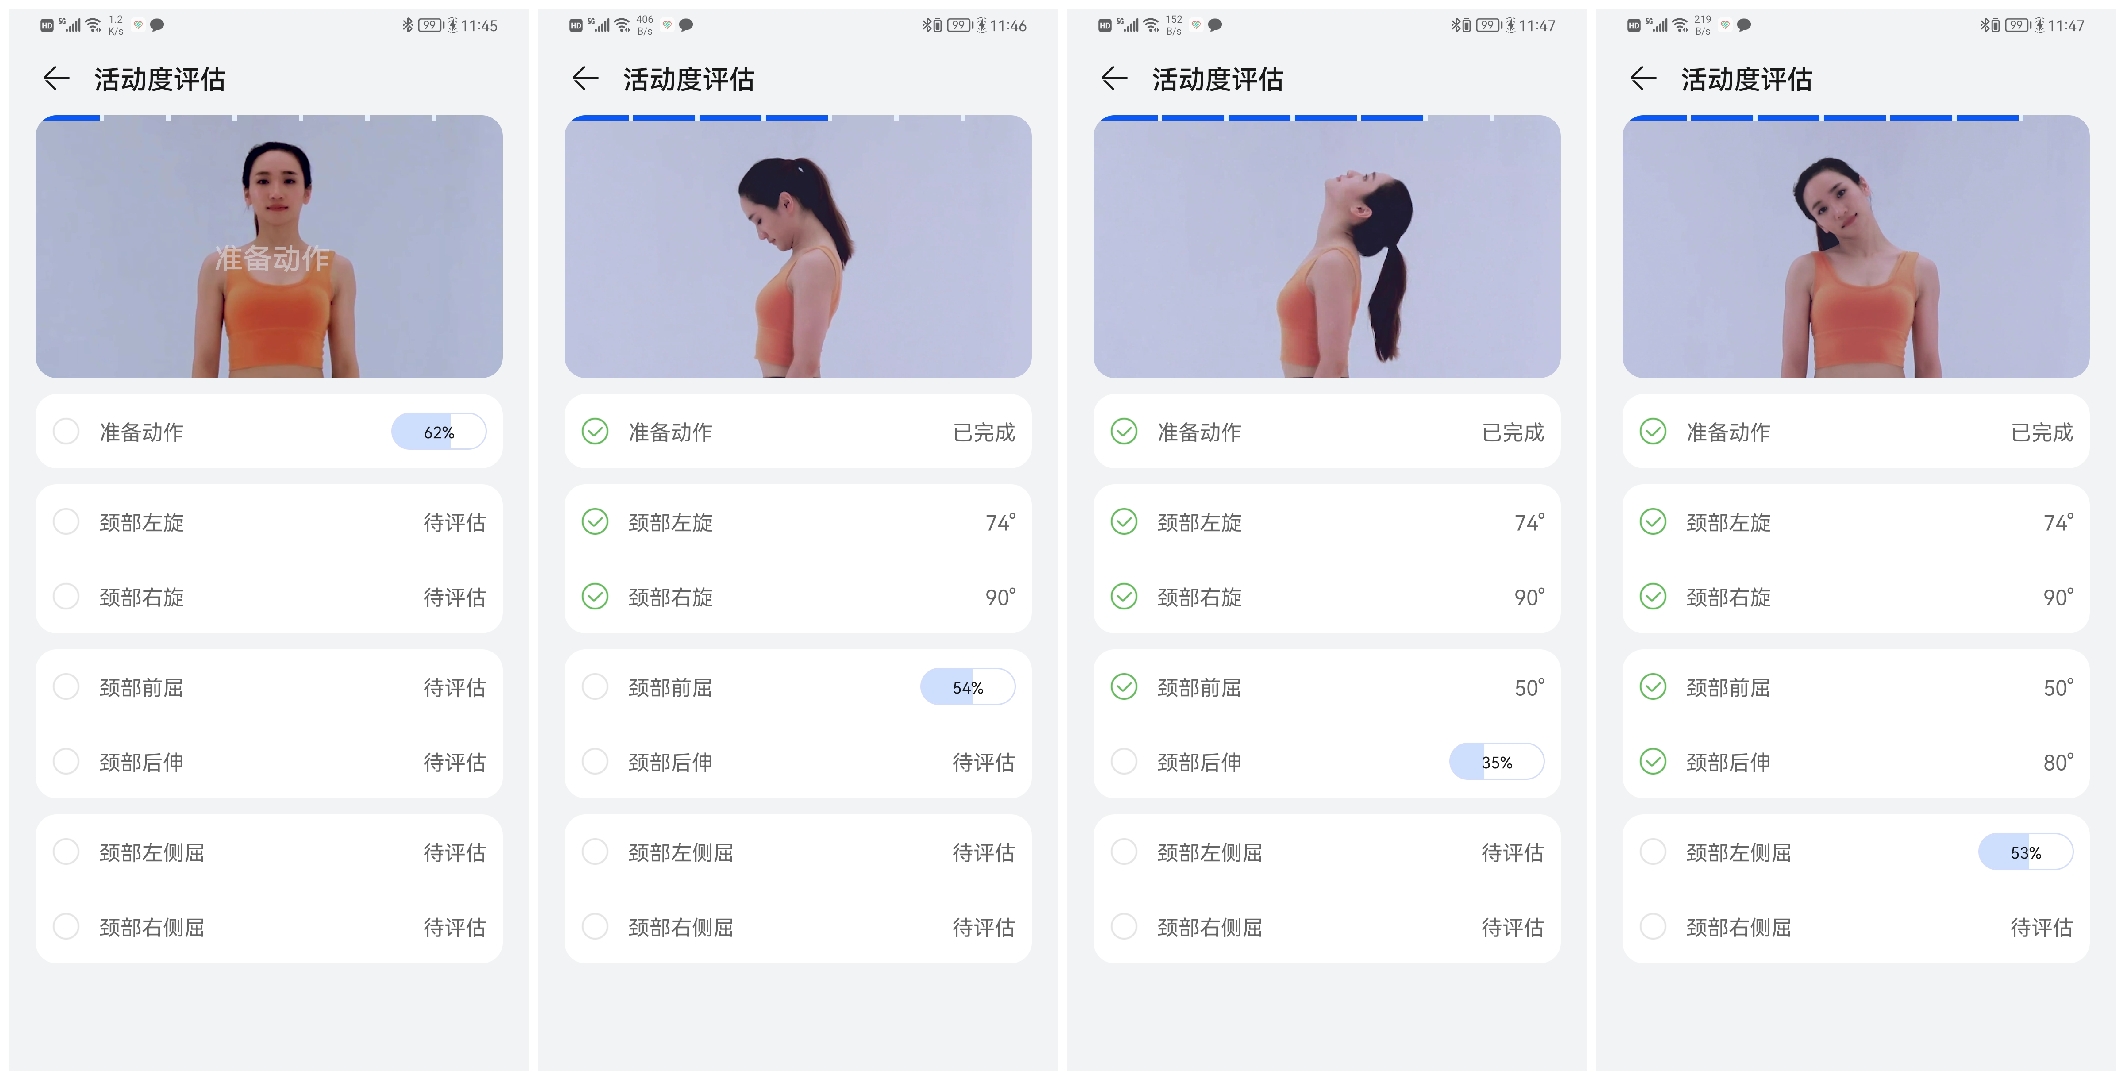 HD 5G 1.2 K/s 99 11:45
活动度评估
准备动作
准备动作 62%
颈部左旋 待评估
颈部右旋 待评估
颈部前屈 待评估
颈部后伸 待评估
颈部左侧屈 待评估
颈部右侧屈 待评估
HD 5G 406 B/s 99 11:46
活动度评估
准备动作 已完成
颈部左旋 74°
颈部右旋 90°
颈部前屈 54%
颈部后伸 待评估
颈部左侧屈 待评估
颈部右侧屈 待评估
HD 5G 152 B/s 99 11:47
活动度评估
准备动作 已完成
颈部左旋 74°
颈部右旋 90°
颈部前屈 50°
颈部后伸 35%
颈部左侧屈 待评估
颈部右侧屈 待评估
HD 5G 219 B/s 99 11:47
活动度评估
准备动作 已完成
颈部左旋 74°
颈部右旋 90°
颈部前屈 50°
颈部后伸 80°
颈部左侧屈 53%
颈部右侧屈 待评估